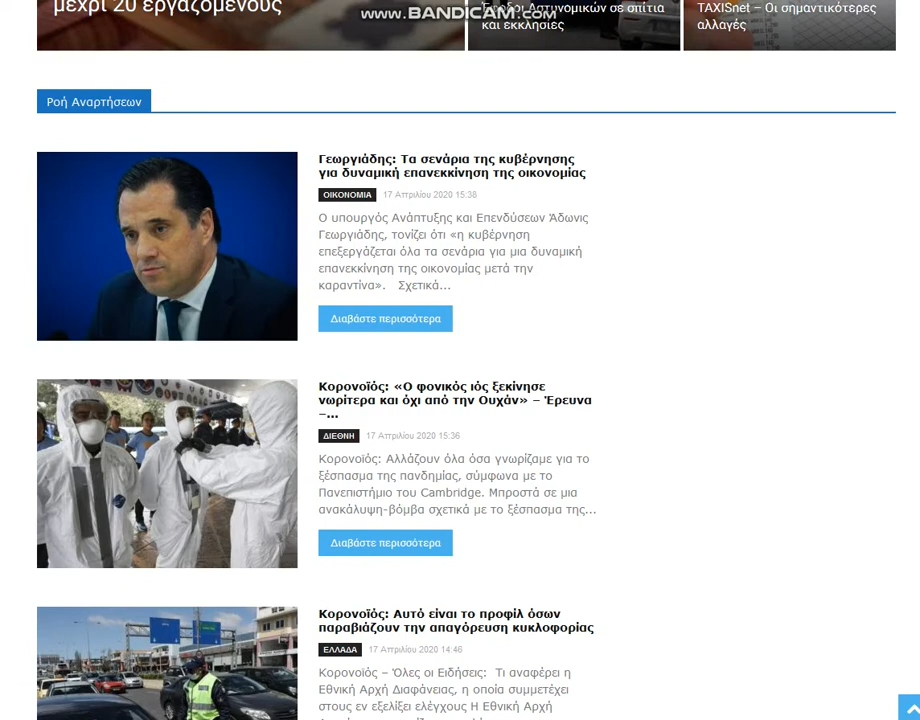 μέχρι 20 εργαζομένους
www.BANDICAM.com
Έφοδοι Αστυνομικών σε σπίτια
και εκκλησίες
TAXISnet – Οι σημαντικότερες
αλλαγές
Ροή Αναρτήσεων
Γεωργιάδης: Τα σενάρια της κυβέρνησης
για δυναμική επανεκκίνηση της οικονομίας
ΟΙΚΟΝΟΜΙΑ 17 Απριλίου 2020 15:38
Ο υπουργός Ανάπτυξης και Επενδύσεων Άδωνις
Γεωργιάδης, τονίζει ότι «η κυβέρνηση
επεξεργάζεται όλα τα σενάρια για μια δυναμική
επανεκκίνηση της οικονομίας μετά την
καραντίνα». Σχετικά...
Διαβάστε περισσότερα
Κορονοϊός: «Ο φονικός ιός ξεκίνησε
νωρίτερα και όχι από την Ουχάν» – Έρευνα
–...
ΔΙΕΘΝΗ 17 Απριλίου 2020 15:36
Κορονοϊός: Αλλάζουν όλα όσα γνωρίζαμε για το
ξέσπασμα της πανδημίας, σύμφωνα με το
Πανεπιστήμιο του Cambridge. Μπροστά σε μια
ανακάλυψη-βόμβα σχετικά με το ξέσπασμα της...
Διαβάστε περισσότερα
Κορονοϊός: Αυτό είναι το προφίλ όσων
παραβιάζουν την απαγόρευση κυκλοφορίας
ΕΛΛΑΔΑ 17 Απριλίου 2020 14:46
Κορονοϊός – Όλες οι Ειδήσεις: Τι αναφέρει η
Εθνική Αρχή Διαφάνειας, η οποία συμμετέχει
στους εν εξελίξει ελέγχους Η Εθνική Αρχή